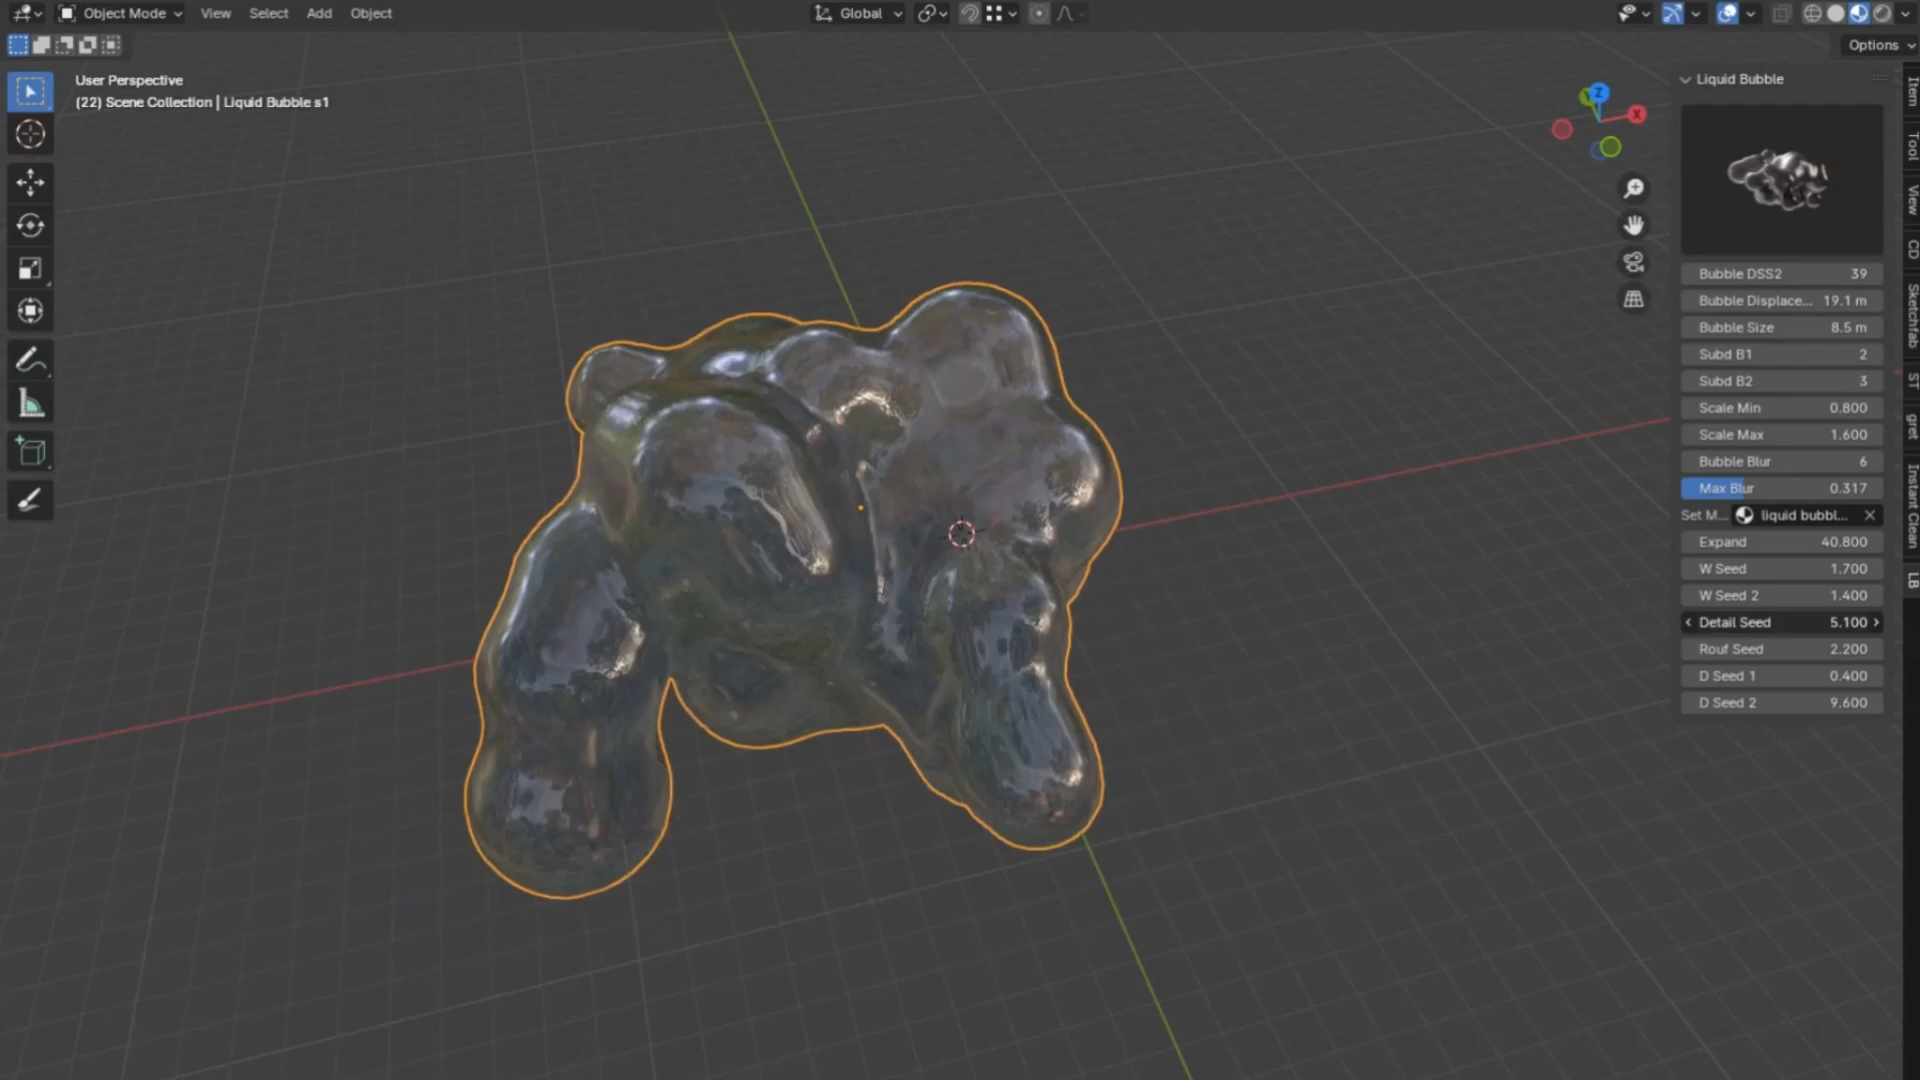 Object Mode View Select Add Object Global
Options
User Perspective
(22) Scene Collection | Liquid Bubble s1
Z
X
Liquid Bubble
Bubble DSS2 39
Bubble Displace... 19.1 m
Bubble Size 8.5 m
Subd B1 2
Subd B2 3
Scale Min 0.800
Scale Max 1.600
Bubble Blur 6
Max Blur 0.317
Set M... liquid bubbl...
Expand 40.800
W Seed 1.700
W Seed 2 1.400
Detail Seed 5.100
Rouf Seed 2.200
D Seed 1 0.400
D Seed 2 9.600
Item
Tool
View
CD
Sketchfab
ST
gret
Instant Clean
LB